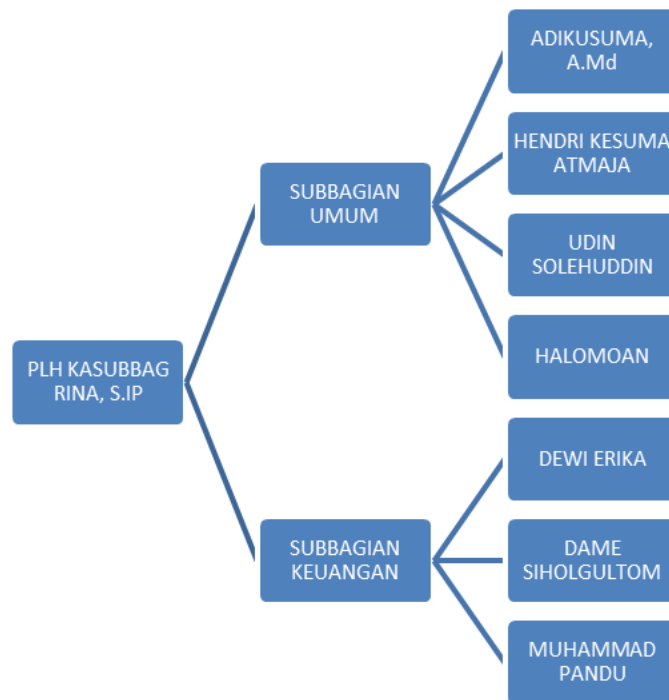 PLH KASUBBAG
RINA, S.IP
SUBBAGIAN
UMUM
ADIKUSUMA,
A.Md
HENDRI KESUMA
ATMAJA
UDIN
SOLEHUDDIN
HALOMOAN
SUBBAGIAN
KEUANGAN
DEWI ERIKA
DAME
SIHOLGULTOM
MUHAMMAD
PANDU